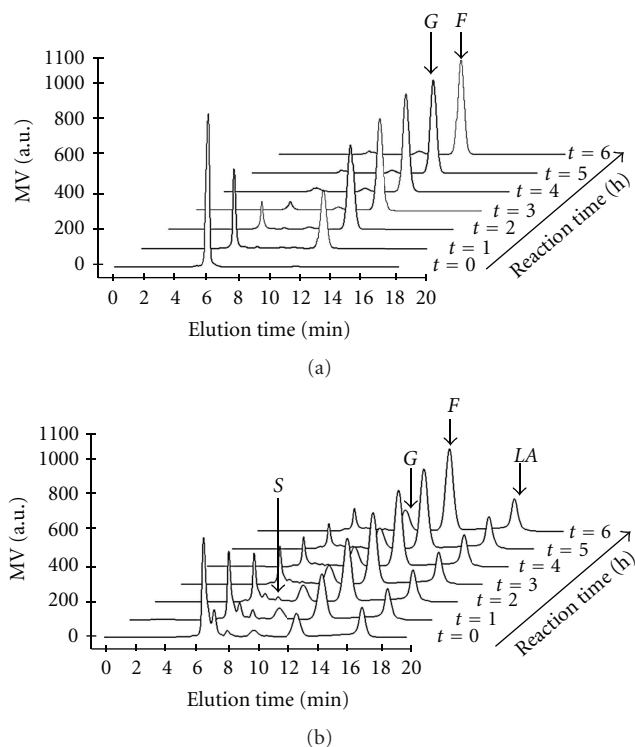 G F
1100
1000
800
600
400
200
0
MV (a.u.)
t = 6
t = 5
t = 4
t = 3
t = 2
t = 1
t = 0
Reaction time (h)
0 2 4 6 8 10 12 14 16 18 20
Elution time (min)
(a)
F
G
LA
S
1100
1000
800
600
400
200
0
MV (a.u.)
t = 6
t = 5
t = 4
t = 3
t = 2
t = 1
t = 0
Reaction time (h)
0 2 4 6 8 10 12 14 16 18 20
Elution time (min)
(b)